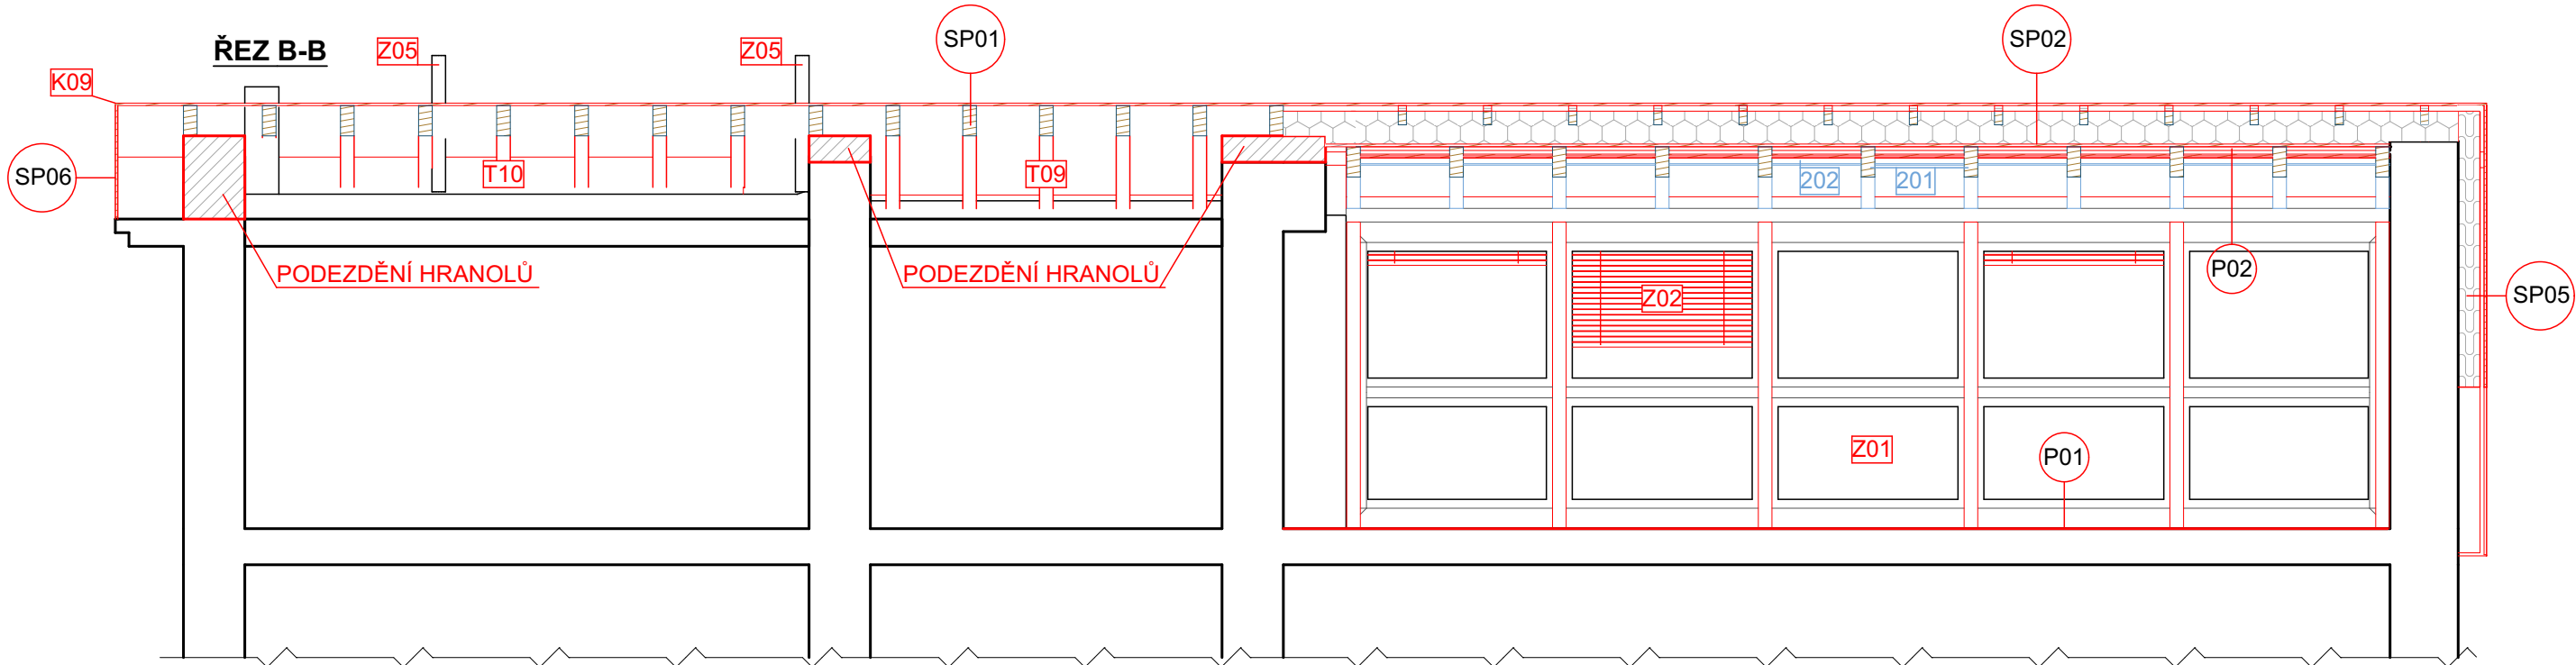 ŘEZ B-B
Z05
Z05
SP01
SP02
K09
SP06
T10
T09
202
201
PODEZDĚNÍ HRANOLŮ
PODEZDĚNÍ HRANOLŮ
P02
Z02
SP05
Z01
P01